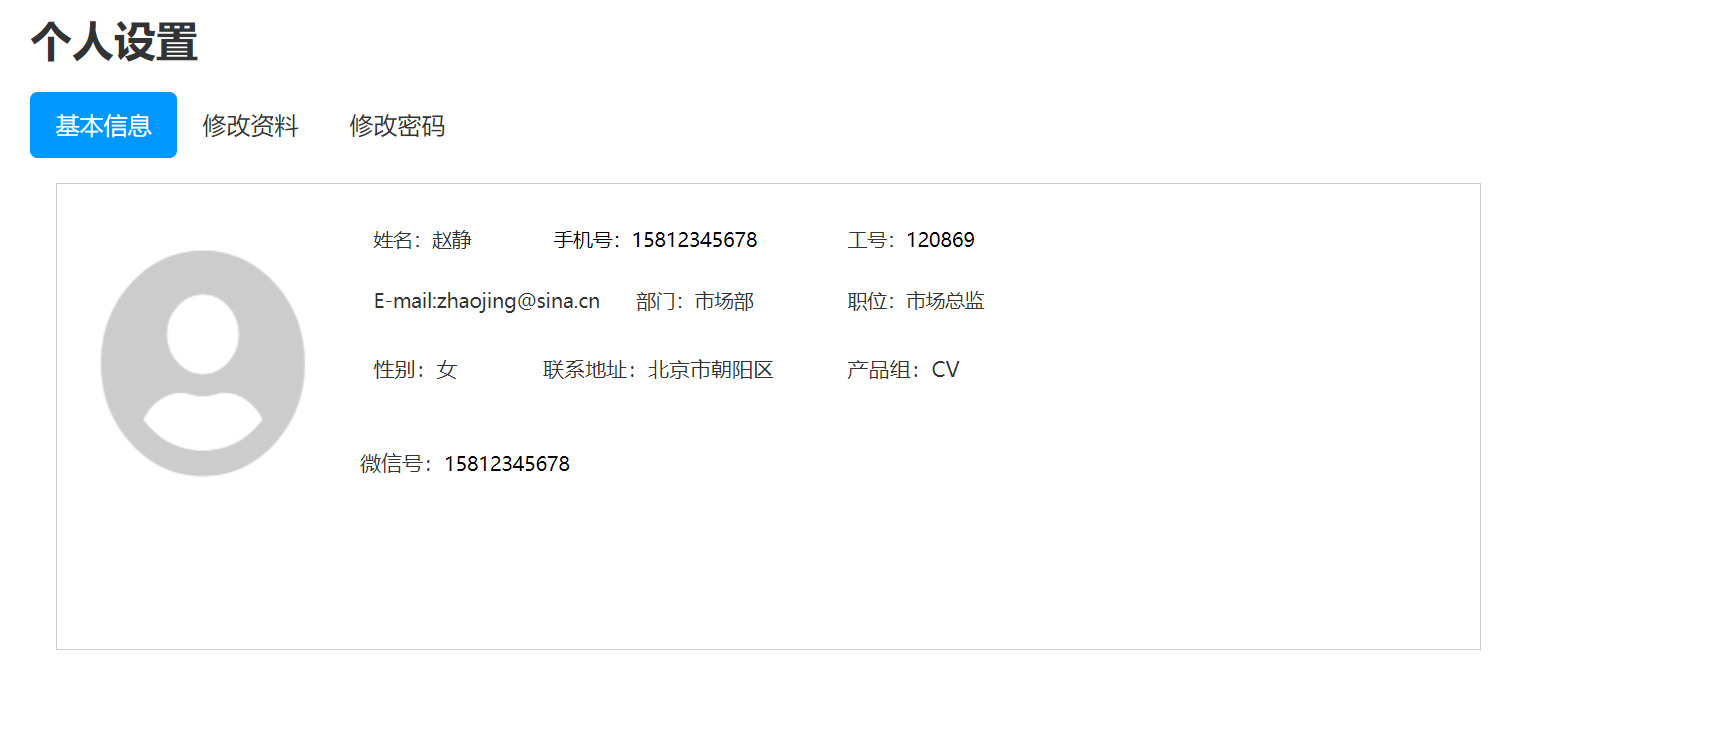 个人设置
基本信息 修改资料 修改密码
姓名：赵静 手机号：15812345678 工号：120869
E-mail:zhaojing@sina.cn 部门：市场部 职位：市场总监
性别：女 联系地址：北京市朝阳区 产品组：CV
微信号：15812345678